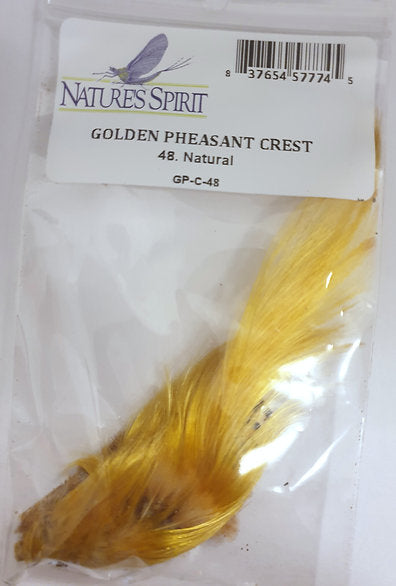 8 37654 57774 5
NATURE'S SPIRIT
GOLDEN PHEASANT CREST
48. Natural
GP-C-48